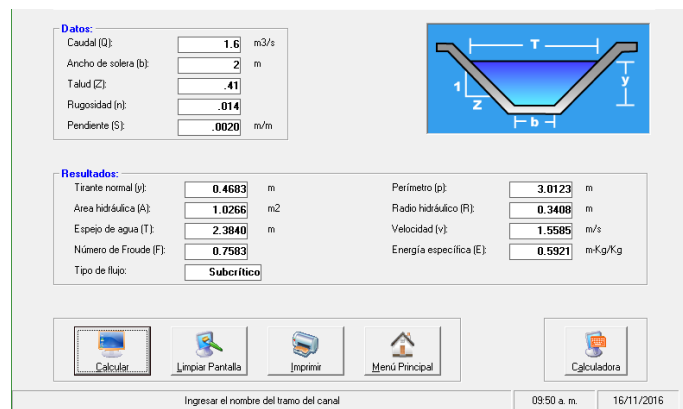 Datos:
Caudal (Q): 1.6 m3/s
Ancho de solera (b): 2 m
Talud (Z): .41
Rugosidad (n): .014
Pendiente (S): .0020 m/m
T
1
Z
y
b
Resultados:
Tirante normal (y): 0.4683 m Perímetro (p): 3.0123 m
Area hidráulica (A): 1.0266 m2 Radio hidráulico (R): 0.3408 m
Espejo de agua (T): 2.3840 m Velocidad (v): 1.5585 m/s
Número de Froude (F): 0.7583 Energía específica (E): 0.5921 m-Kg/Kg
Tipo de flujo: Subcrítico
Calcular Limpiar Pantalla Imprimir Menú Principal Calculadora
Ingresar el nombre del tramo del canal 09:50 a. m. 16/11/2016